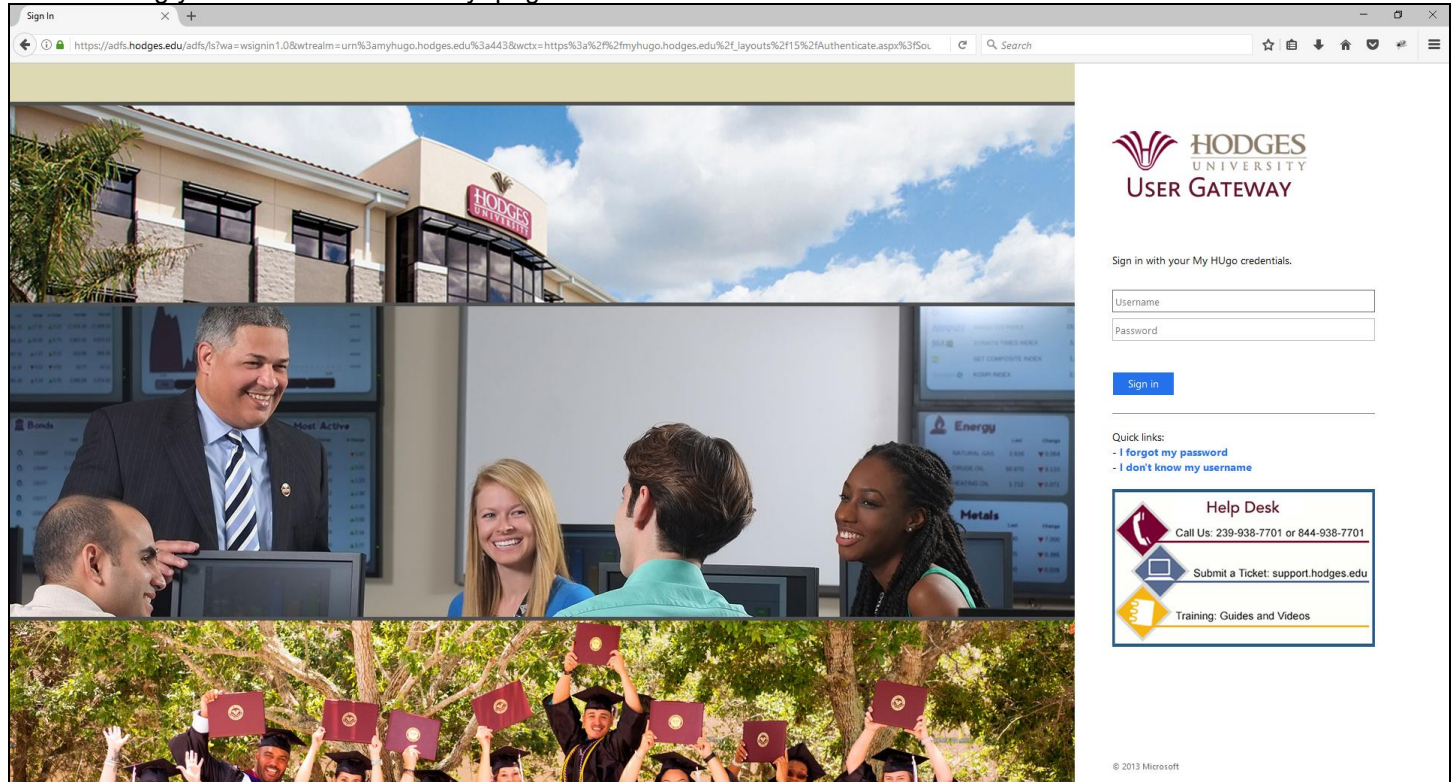 Sign In
https://adfs.hodges.edu/adfs/ls?wa=wsignin1.0&wtrealm=urn%3amyhugo.hodges.edu%3a443&wctx=https%3a%2f%2fmyhugo.hodges.edu%2f_layouts%2f15%2fAuthenticate.aspx%3fSou
Search
HODGES
UNIVERSITY
HODGES
UNIVERSITY
USER GATEWAY
Sign in with your My HUgo credentials.
Username
Password
Sign in
Quick links:
- I forgot my password
- I don't know my username
Help Desk
Call Us: 239-938-7701 or 844-938-7701
Submit a Ticket: support.hodges.edu
Training: Guides and Videos
Bonds
Most Active
Energy
Last Change
NATURAL GAS
CRUDE OIL
HEATING OIL
Metals
© 2013 Microsoft